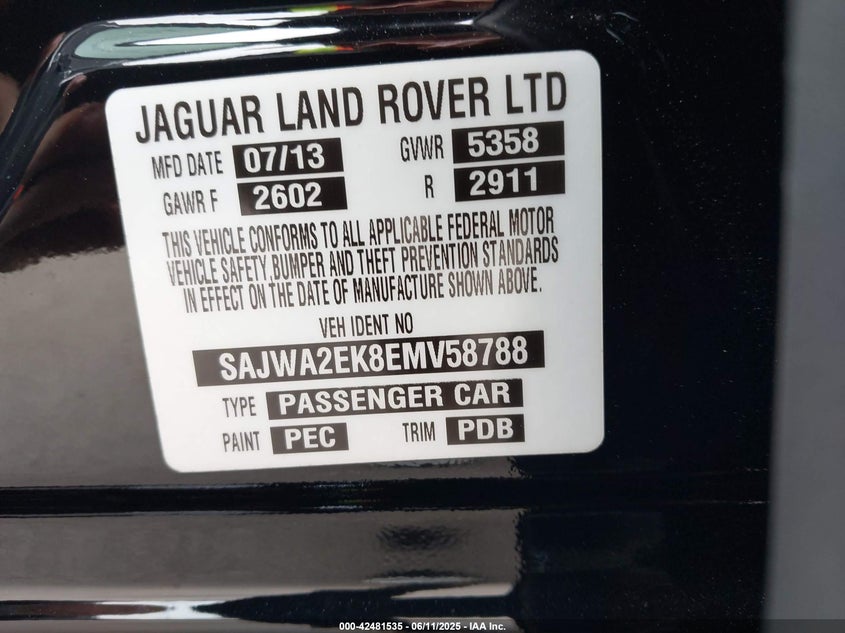 JAGUAR LAND ROVER LTD
MFD DATE 07/13 GVWR 5358
GAWR F 2602 R 2911
THIS VEHICLE CONFORMS TO ALL APPLICABLE FEDERAL MOTOR
VEHICLE SAFETY,BUMPER AND THEFT PREVENTION STANDARDS
IN EFFECT ON THE DATE OF MANUFACTURE SHOWN ABOVE.
VEH IDENT NO
SAJWA2EK8EMV58788
TYPE PASSENGER CAR
PAINT PEC TRIM PDB
000-42481535 - 06/11/2025 - IAA Inc.